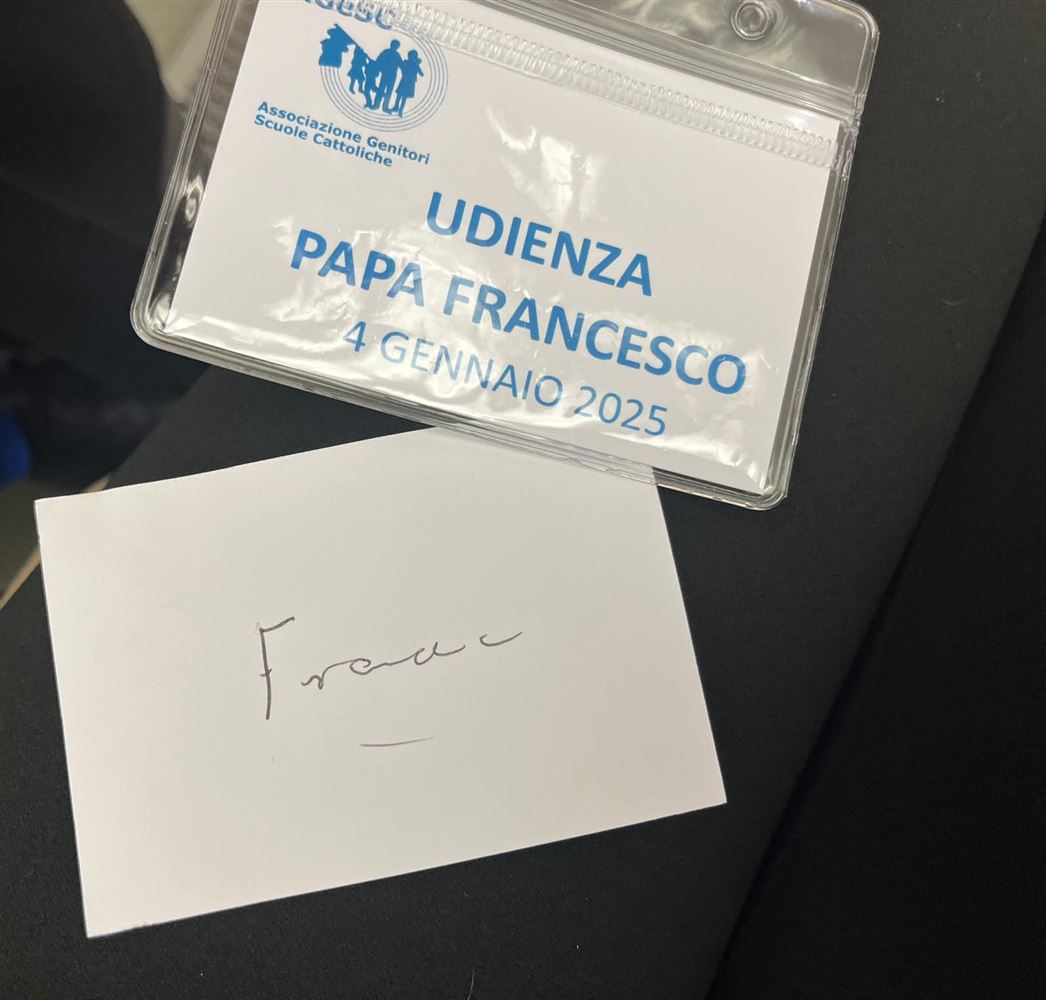 Associazione Genitori
Scuole Cattoliche
UDIENZA
PAPA FRANCESCO
4 GENNAIO 2025